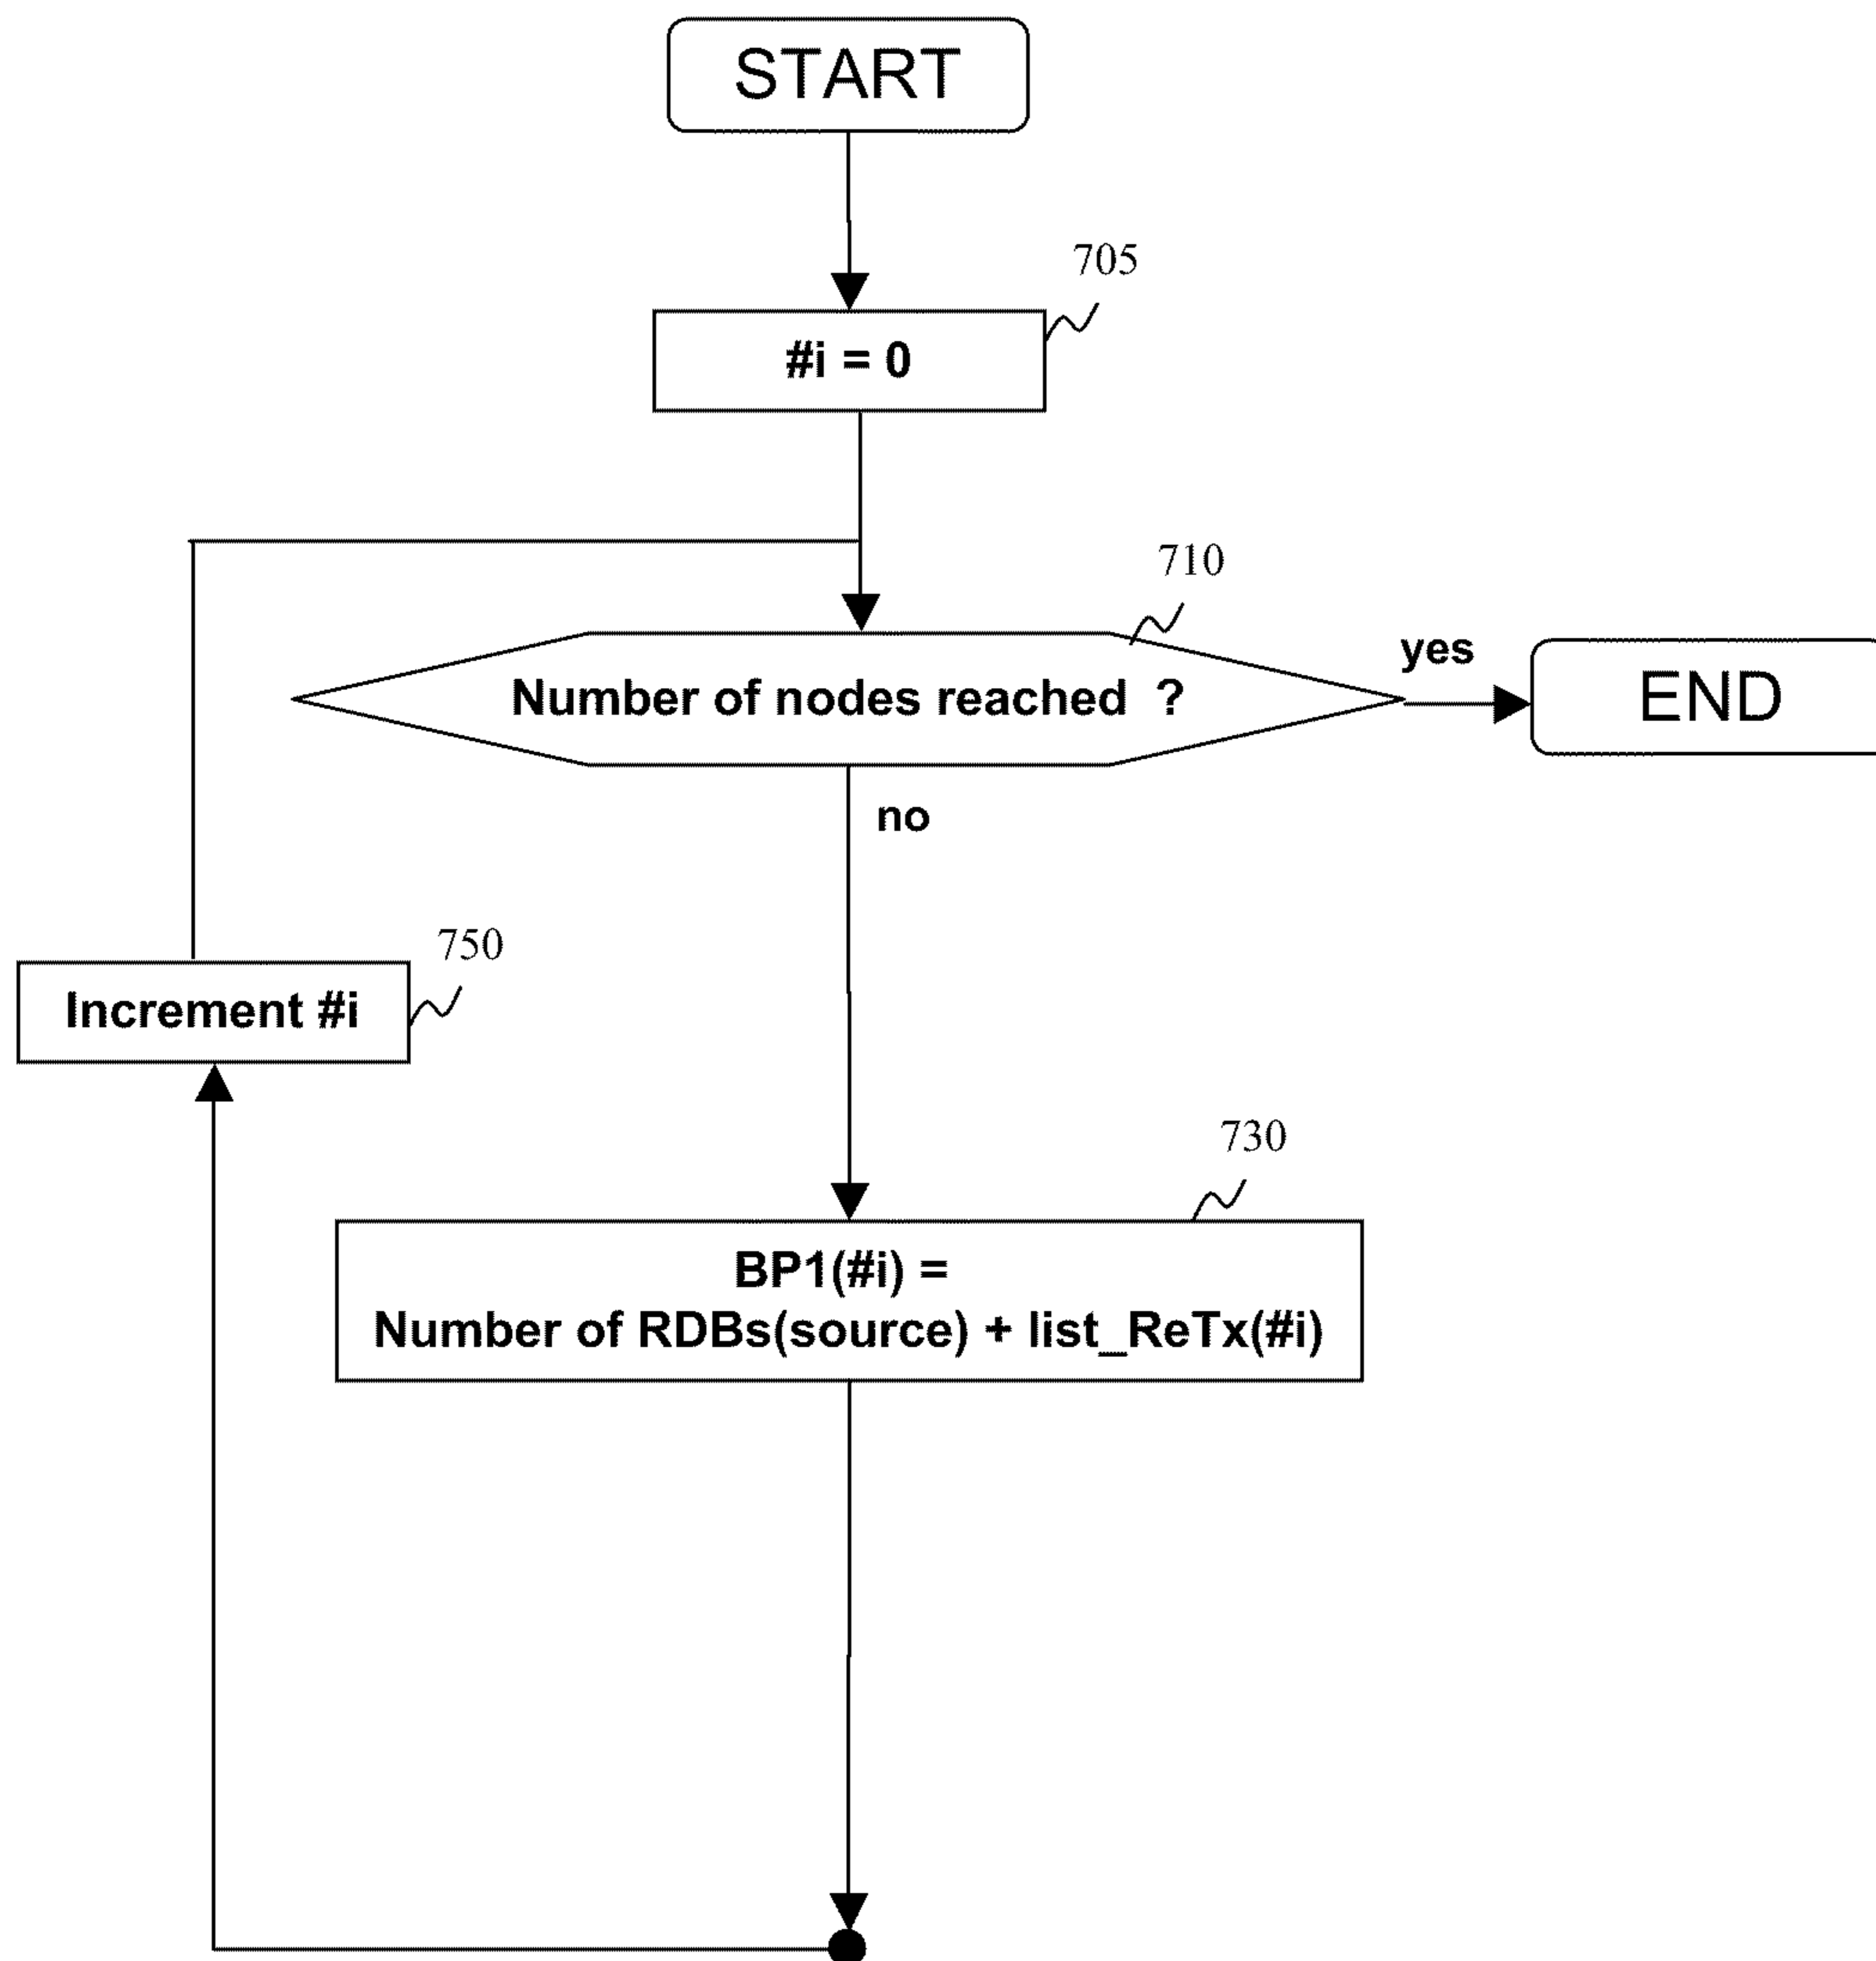 START
705
#i = 0
710
Number of nodes reached ?
yes
END
no
750
Increment #i
730
BP1(#i) =
Number of RDBs(source) + list_ReTx(#i)